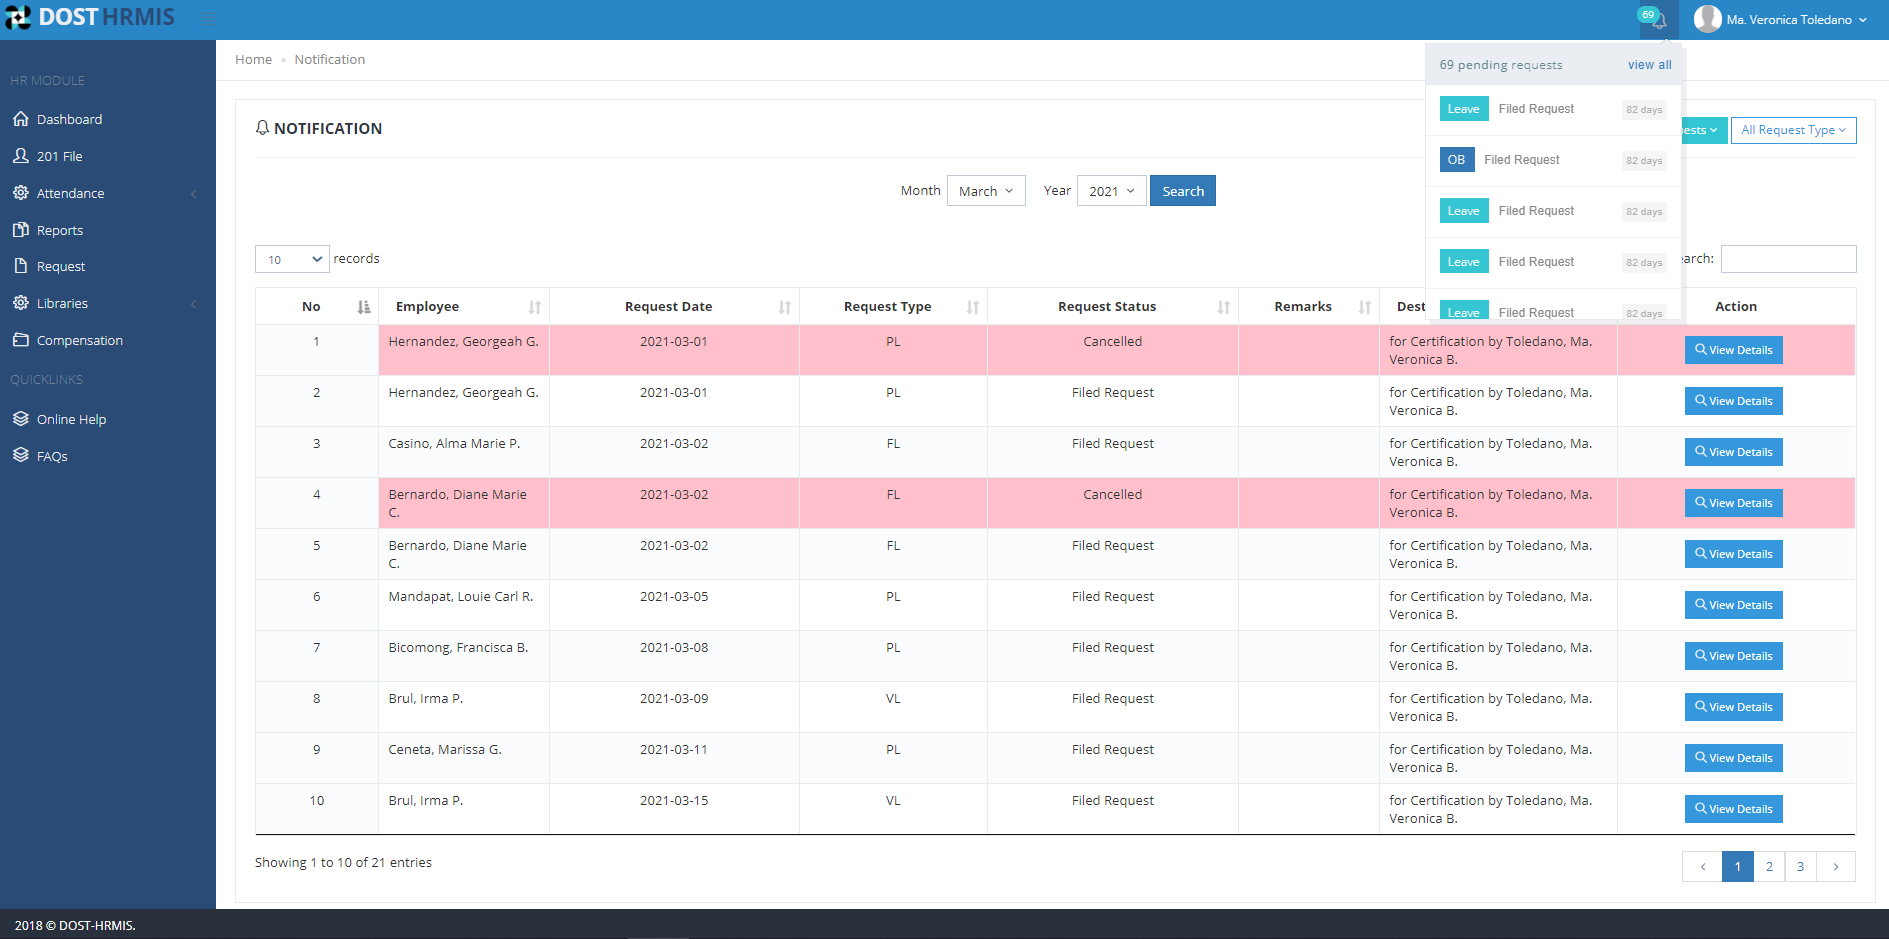 DOST HRMIS
69
Ma. Veronica Toledano
HR MODULE
Dashboard
201 File
Attendance
Reports
Request
Libraries
Compensation
QUICKLINKS
Online Help
FAQs
Home • Notification
69 pending requests view all
Leave Filed Request 82 days
OB Filed Request 82 days
Leave Filed Request 82 days
Leave Filed Request 82 days
Leave Filed Request 82 days
NOTIFICATION
All Request Type
Month March Year 2021 Search
10 records
No Employee Request Date Request Type Request Status Remarks Action
1 Hernandez, Georgeah G. 2021-03-01 PL Cancelled for Certification by Toledano, Ma. View Details
Veronica B.
2 Hernandez, Georgeah G. 2021-03-01 PL Filed Request for Certification by Toledano, Ma. View Details
Veronica B.
3 Casino, Alma Marie P. 2021-03-02 FL Filed Request for Certification by Toledano, Ma. View Details
Veronica B.
4 Bernardo, Diane Marie 2021-03-02 FL Cancelled for Certification by Toledano, Ma. View Details
C. Veronica B.
5 Bernardo, Diane Marie 2021-03-02 FL Filed Request for Certification by Toledano, Ma. View Details
C. Veronica B.
6 Mandapat, Louie Carl R. 2021-03-05 PL Filed Request for Certification by Toledano, Ma. View Details
Veronica B.
7 Bicomong, Francisca B. 2021-03-08 PL Filed Request for Certification by Toledano, Ma. View Details
Veronica B.
8 Brul, Irma P. 2021-03-09 VL Filed Request for Certification by Toledano, Ma. View Details
Veronica B.
9 Ceneta, Marissa G. 2021-03-11 PL Filed Request for Certification by Toledano, Ma. View Details
Veronica B.
10 Brul, Irma P. 2021-03-15 VL Filed Request for Certification by Toledano, Ma. View Details
Veronica B.
Showing 1 to 10 of 21 entries
< 1 2 3 >
2018 © DOST-HRMIS.